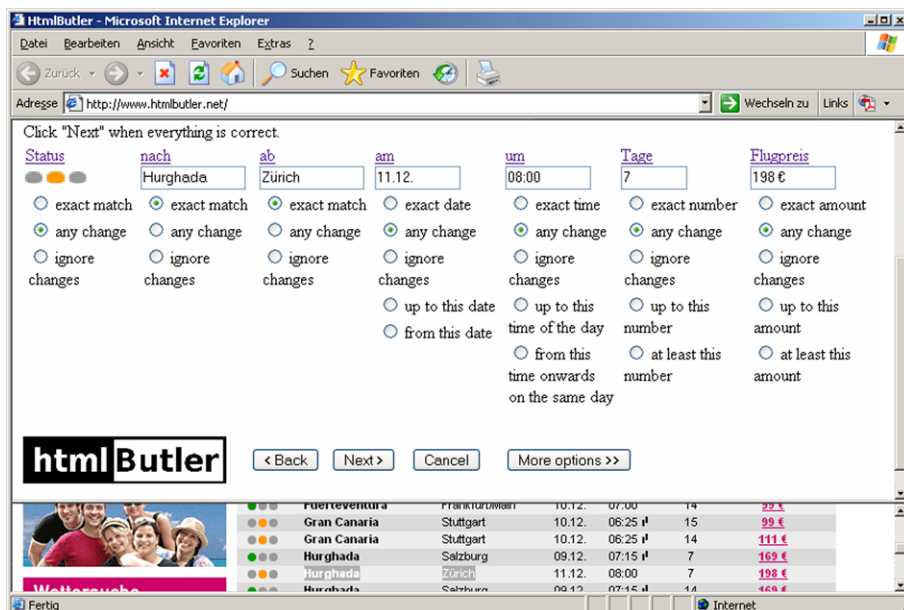 HtmlButler - Microsoft Internet Explorer
Datei Bearbeiten Ansicht Favoriten Extras ?
Zurück Suchen Favoriten
Adresse http://www.htmlbutler.net/ Wechseln zu Links
Click "Next" when everything is correct.
Status nach ab am um Tage Flugpreis
Hurghada Zürich 11.12. 08:00 7 198 €
exact match exact match exact match exact date exact time exact number exact amount
any change any change any change any change any change any change any change
ignore ignore ignore ignore ignore ignore ignore
changes changes changes changes changes changes changes
up to this date up to this up to this up to this
from this date time of the day number amount
from this at least this at least this
time onwards number amount
on the same day
htmlButler < Back Next > Cancel More options >>
Fuerteventura Frankfurt/Main 10.12. 07:00 14 99 €
Gran Canaria Stuttgart 10.12. 06:25 15 99 €
Gran Canaria Stuttgart 10.12. 06:25 14 111 €
Hurghada Salzburg 09.12. 07:15 7 169 €
Hurghada Zürich 11.12. 08:00 7 198 €
Hurghada Salzburg 09.12. 07:15 14 169 €
Wettersuche
Fertig Internet